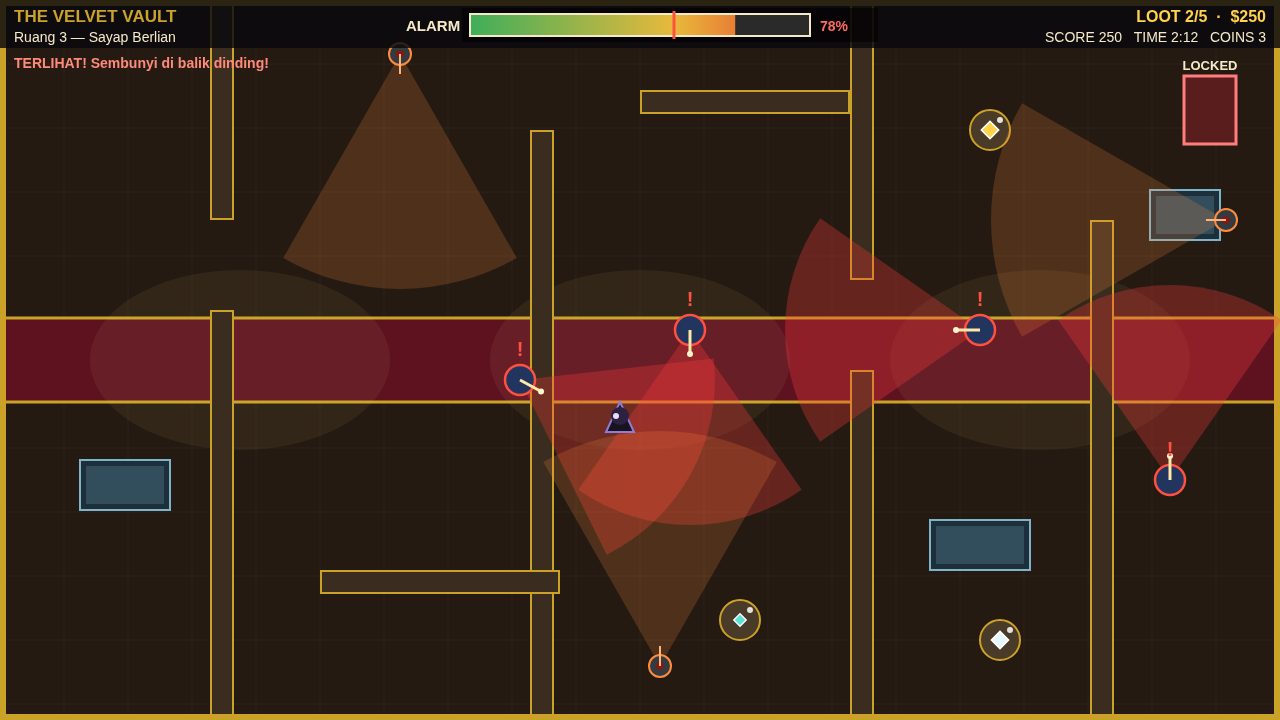 THE VELVET VAULT
Ruang 3 — Sayap Berlian
ALARM 78%
LOOT 2/5 · $250
SCORE 250 TIME 2:12 COINS 3
TERLIHAT! Sembunyi di balik dinding!
LOCKED
!
!
!
!